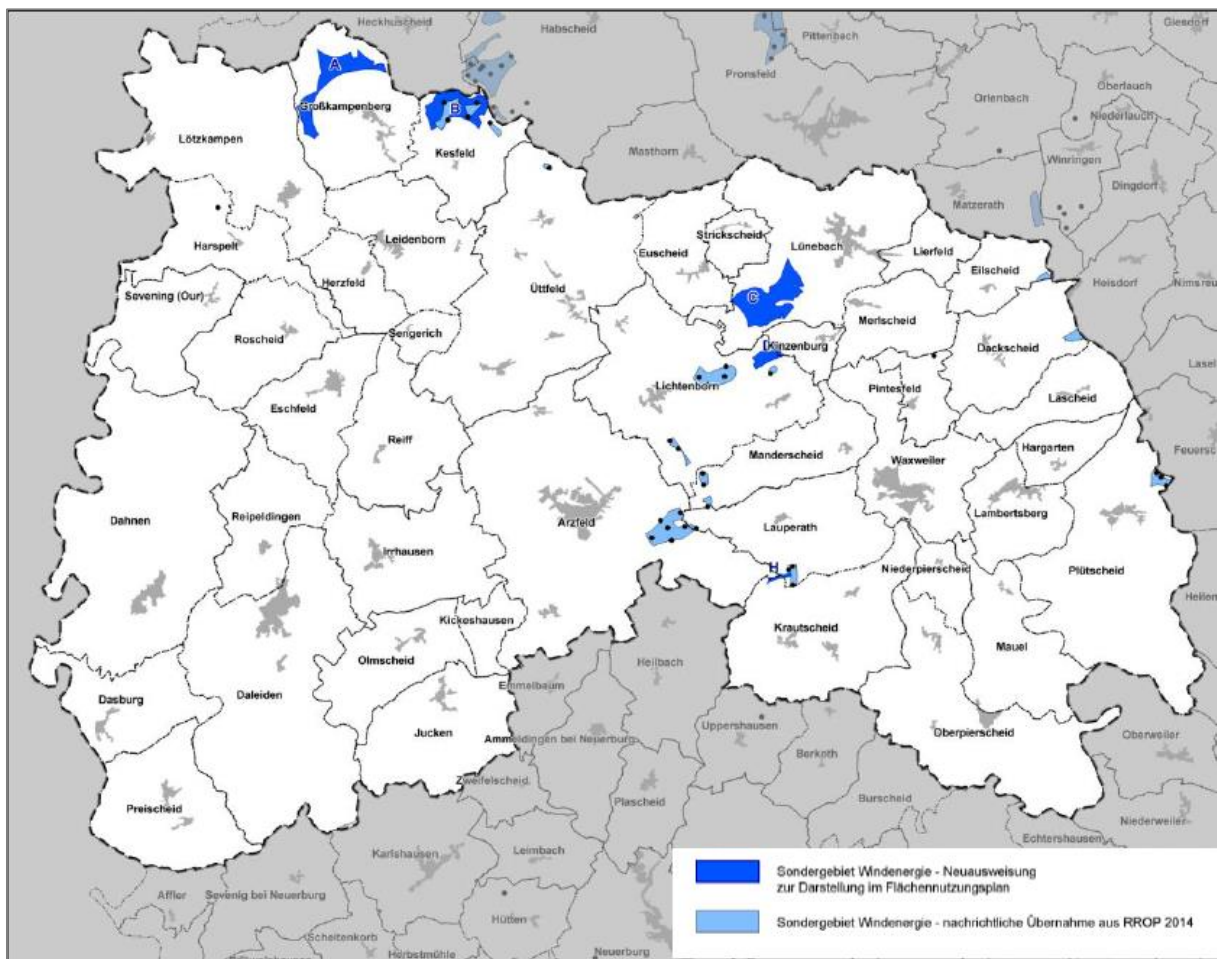 Heckhuscheid
Habscheid
Pittenbach
Giesdorf
A
Pronsfeld
Orlenbach
Oberlauch
Niederlauch
Großkampenberg
B
Lötzkampen
Kesfeld
Masthorn
Winringen
Dingdorf
Matzerath
Harspelt
Leidenborn
Strickscheid
Lünebach
Euscheid
Lierfeld
Eilscheid
Heisdorf
Sevening (Our)
Herzfeld
Üttfeld
C
Roscheid
Sengerich
Merlscheid
Kinzenburg
Dackscheid
Lichtenborn
Pintesfeld
Lascheid
Eschfeld
Reiff
Manderscheid
Waxweiler
Hargarten
Dahnen
Reipeldingen
Arzfeld
Lauperath
Lambertsberg
Irrhausen
H
Niederpierscheid
Plütscheid
Kickeshausen
Krautscheid
Mauel
Olmscheid
Heilbach
Dasburg
Daleiden
Emmelbaum
Jucken
Ammeldingen bei Neuerburg
Uppershausen
Berkoth
Oberpierscheid
Oberweiler
Zweifelscheid
Plascheid
Preischeid
Burscheid
Niederweiler
Echtershausen
Karlshausen
Leimbach
Affler
Sevenig bei Neuerburg
Hütten
Scheitenkorb
Herbstmühle
Neuerburg
Sondergebiet Windenergie - Neuausweisung
zur Darstellung im Flächennutzungsplan
Sondergebiet Windenergie - nachrichtliche Übernahme aus RROP 2014